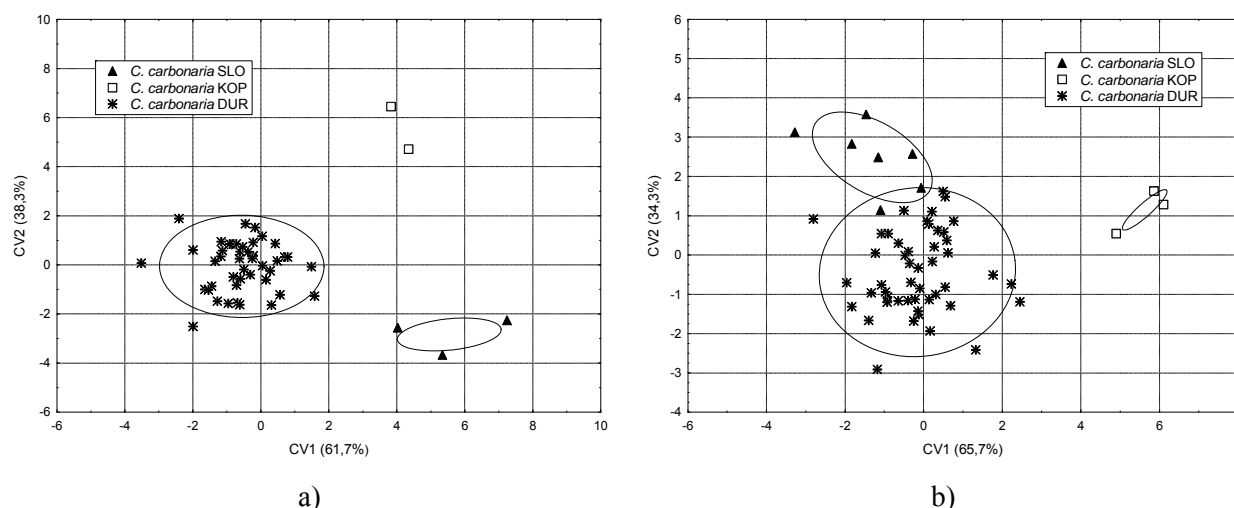 10
8
6
4
2
0
-2
-4
-6
CV2 (38,3%)
C. carbonaria SLO
C. carbonaria KOP
C. carbonaria DUR
-6 -4 -2 0 2 4 6 8 10
CV1 (61,7%)
a)
6
5
4
3
2
1
0
-1
-2
-3
-4
CV2 (34,3%)
C. carbonaria SLO
C. carbonaria KOP
C. carbonaria DUR
-4 -2 0 2 4 6 8
CV1 (65,7%)
b)